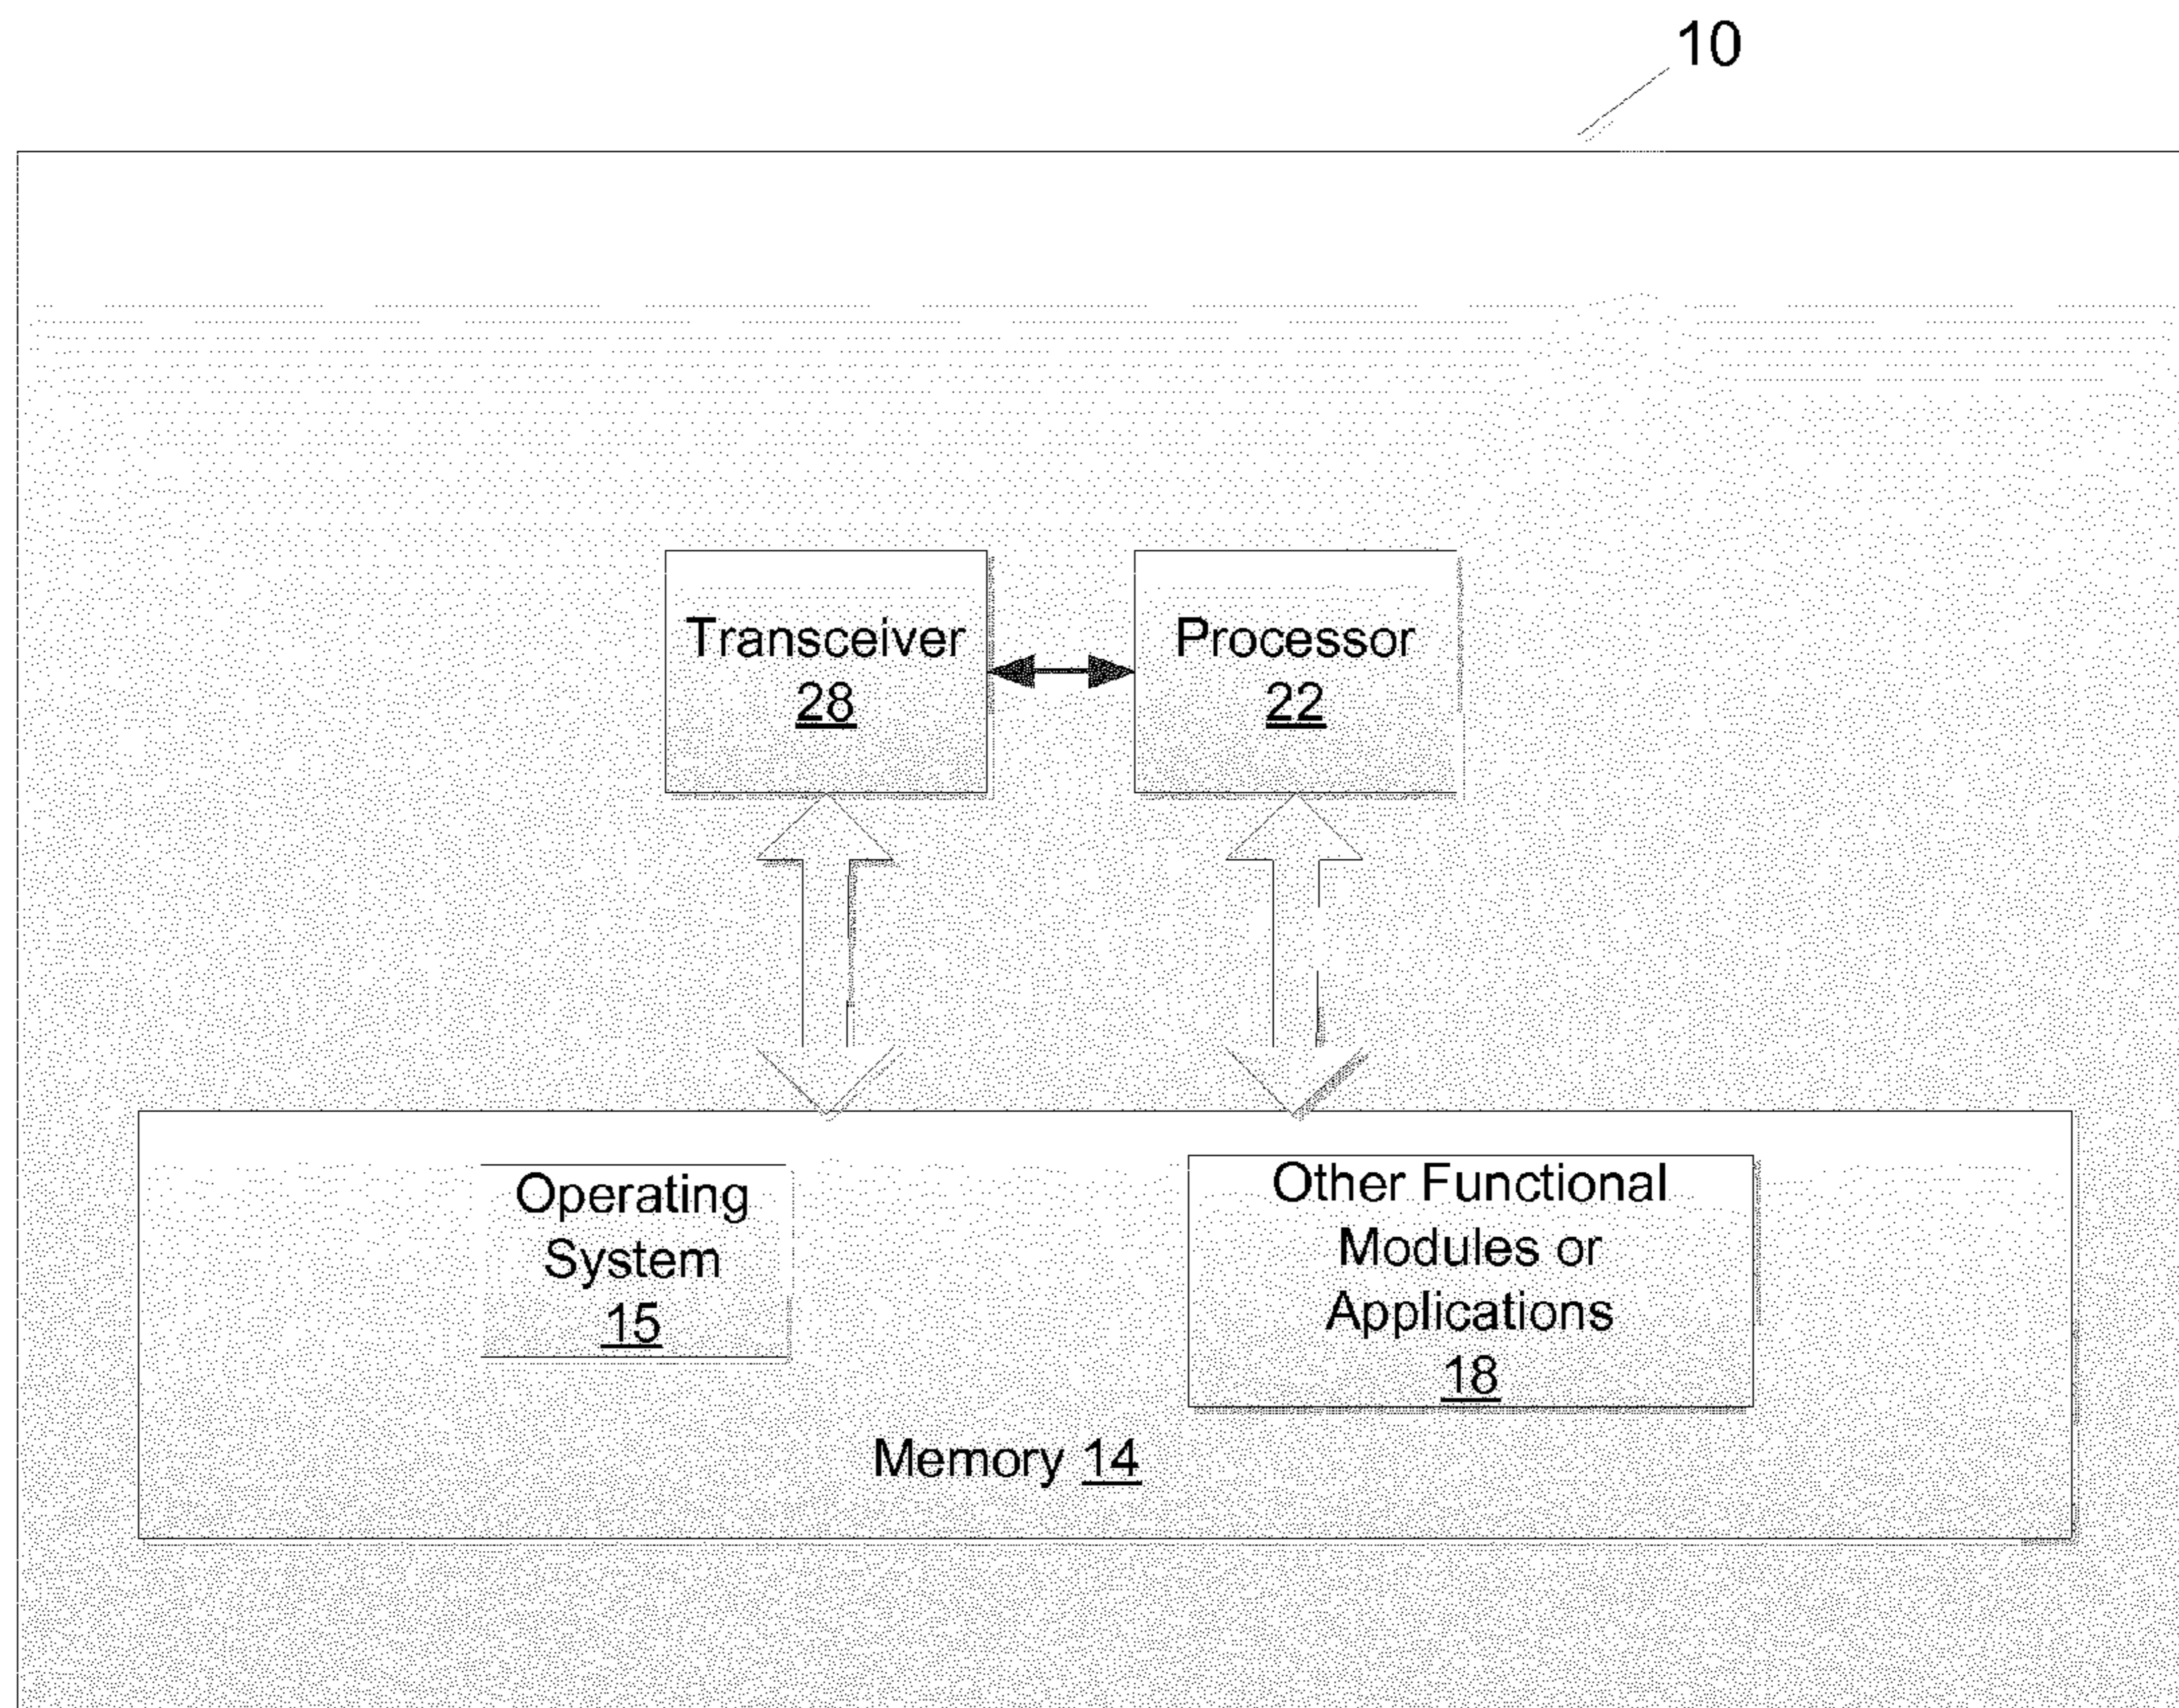 10
Transceiver
28
Processor
22
Operating
System
15
Other Functional
Modules or
Applications
18
Memory 14